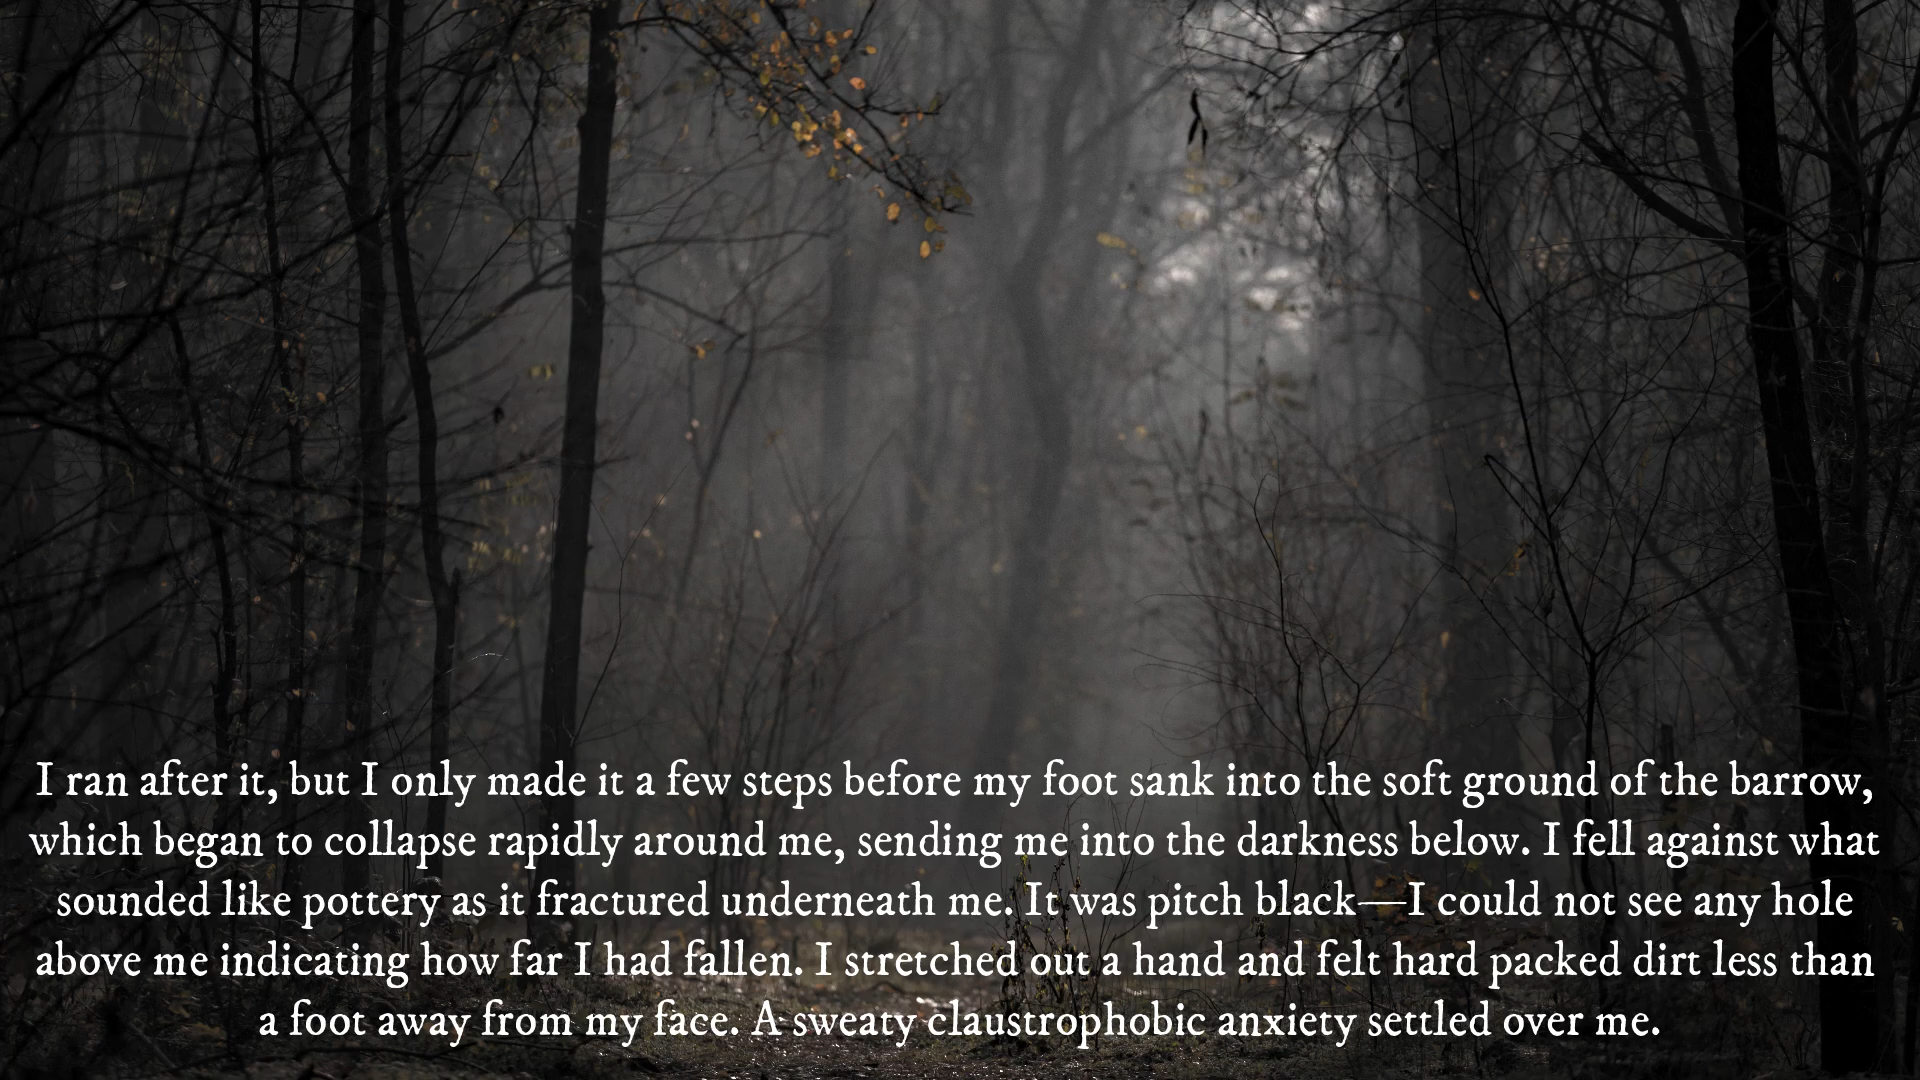 I ran after it, but I only made it a few steps before my foot sank into the soft ground of the barrow,
which began to collapse rapidly around me, sending me into the darkness below. I fell against what
sounded like pottery as it fractured underneath me. It was pitch black—I could not see any hole
above me indicating how far I had fallen. I stretched out a hand and felt hard packed dirt less than
a foot away from my face. A sweaty claustrophobic anxiety settled over me.